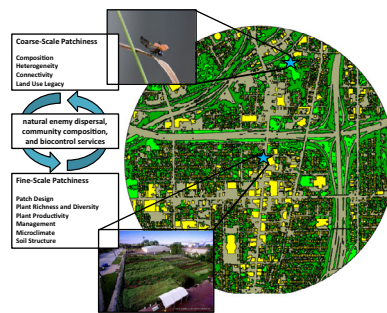 Coarse-Scale Patchiness
Composition
Heterogeneity
Connectivity
Land Use Legacy
natural enemy dispersal,
community composition,
and biocontrol services
Fine-Scale Patchiness
Patch Design
Plant Richness and Diversity
Plant Productivity
Management
Microclimate
Soil Structure